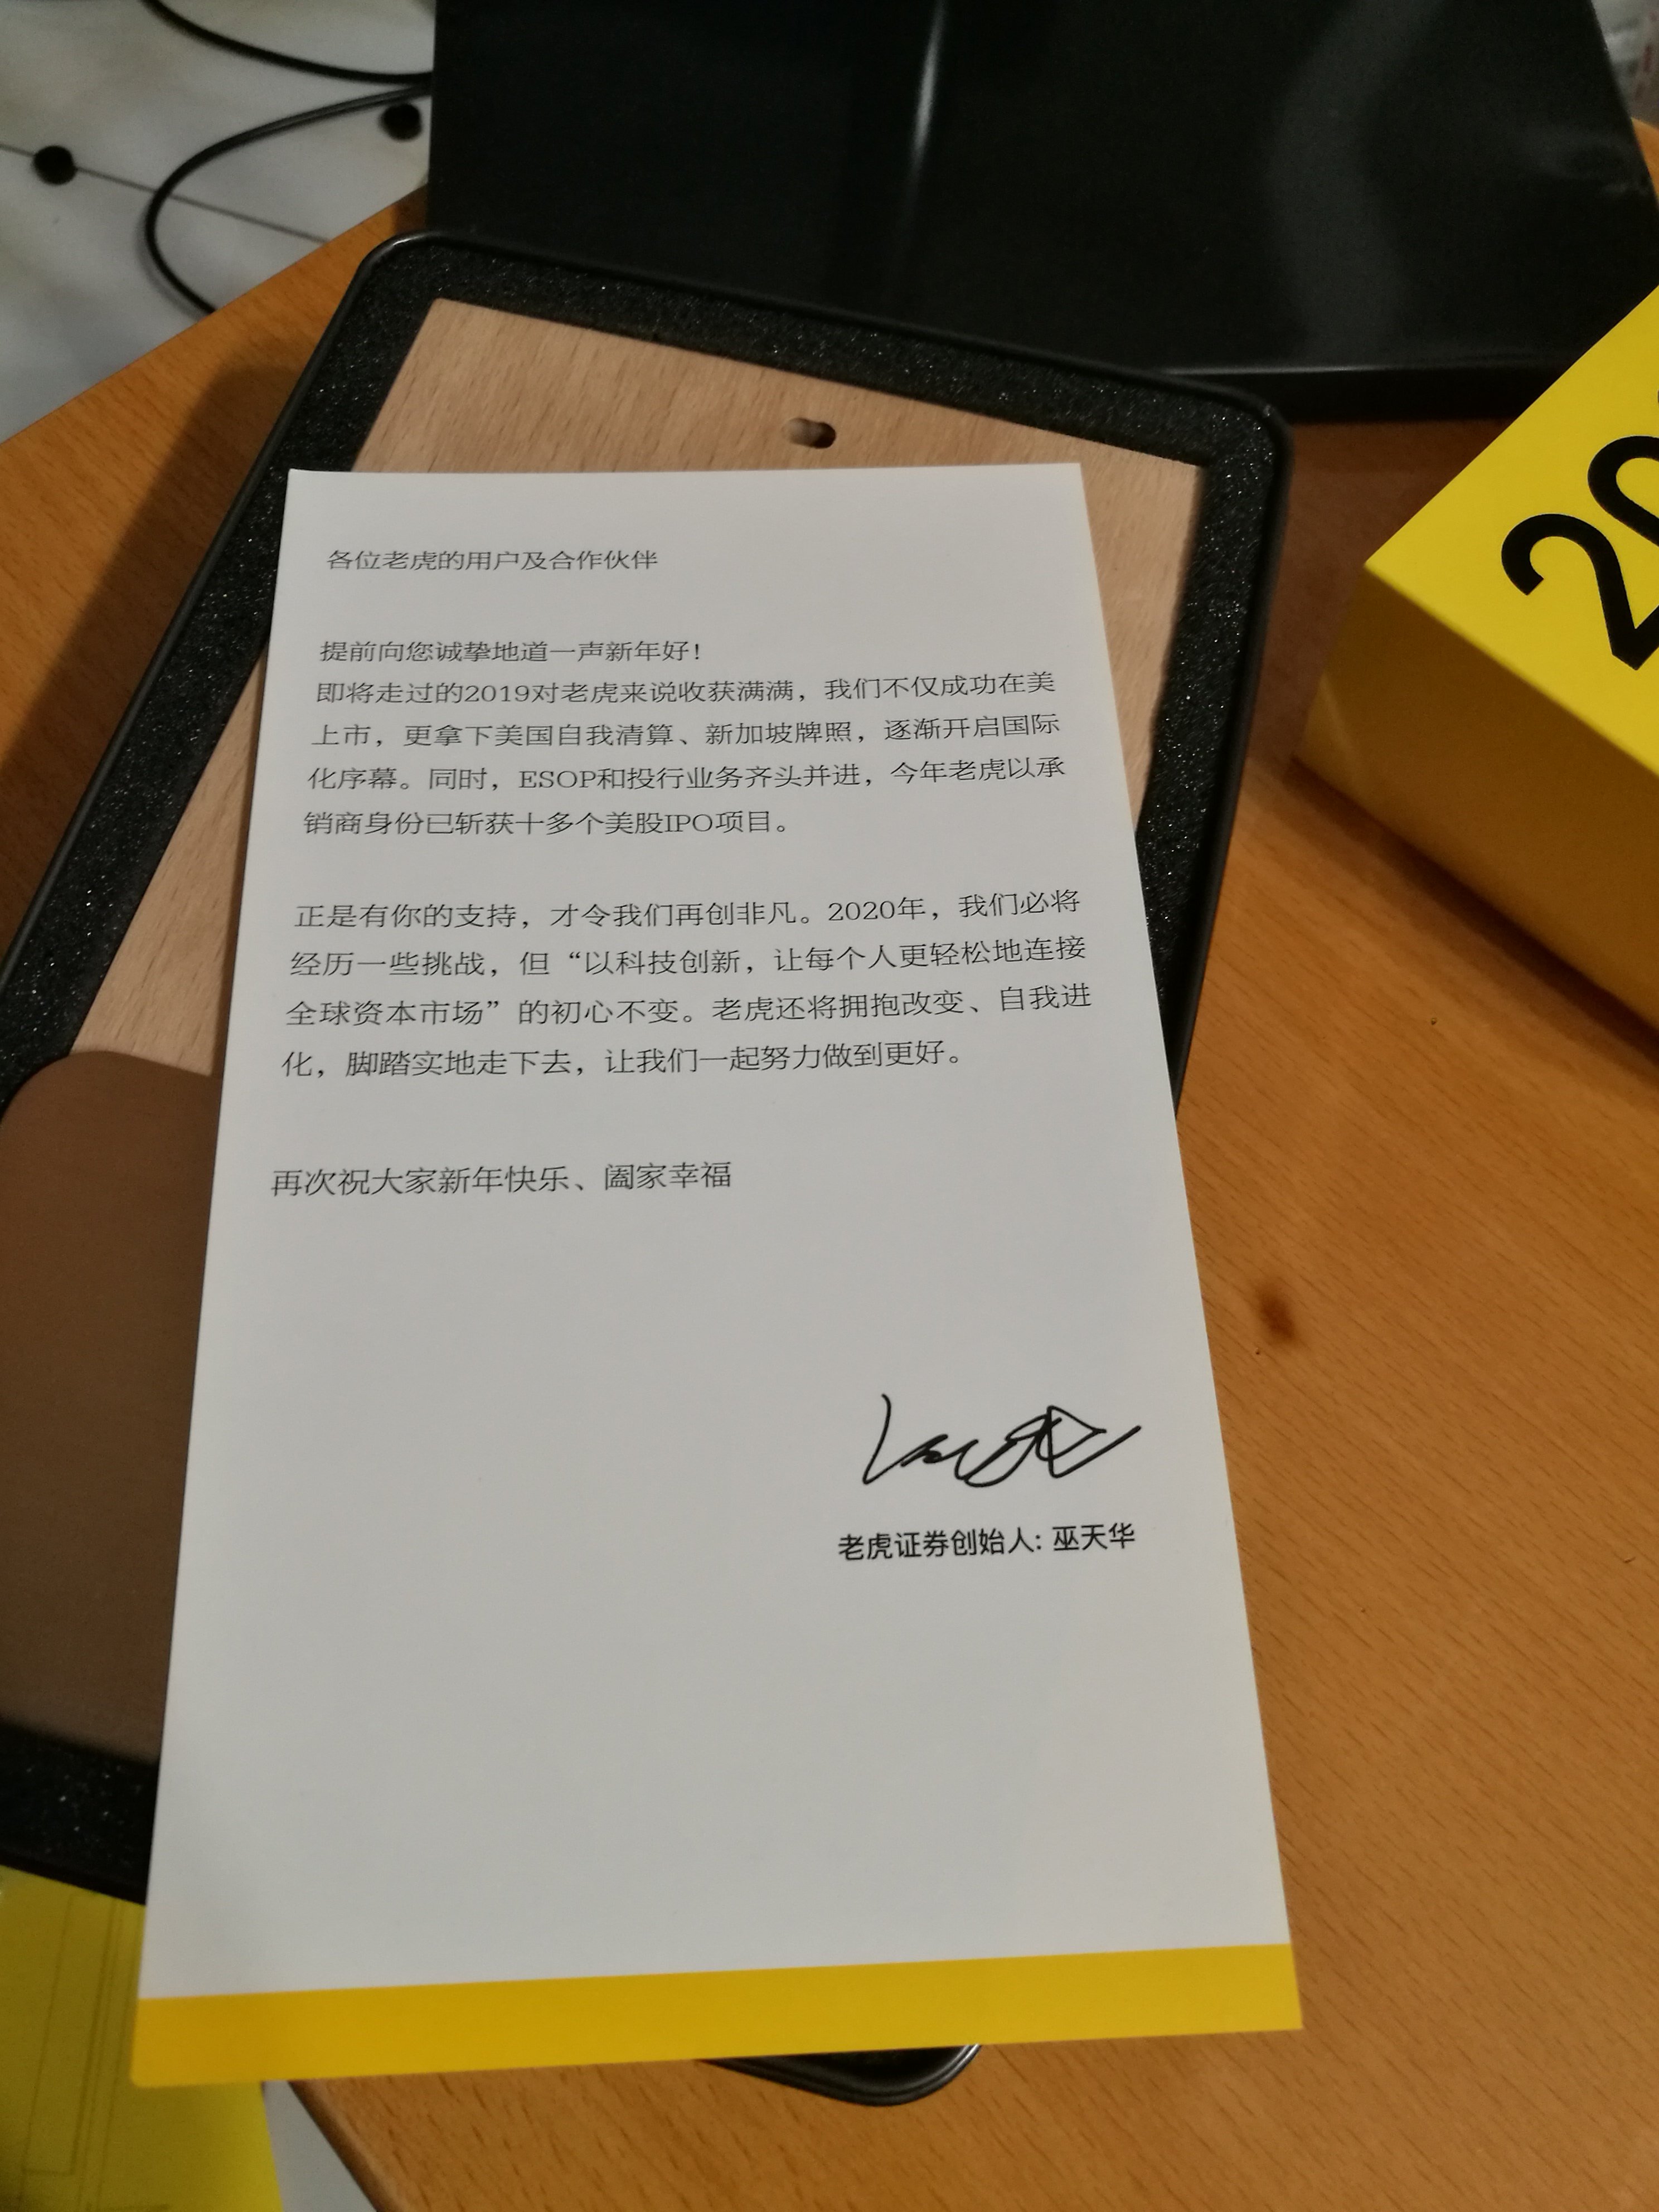 各位老虎的用户及合作伙伴
提前向您诚挚地道一声新年好！
即将走过的2019对老虎来说收获满满，我们不仅成功在美
上市，更拿下美国自我清算、新加坡牌照，逐渐开启国际
化序幕。同时，ESOP和投行业务齐头并进，今年老虎以承
销商身份已斩获十多个美股IPO项目。
正是有你的支持，才令我们再创非凡。2020年，我们必将
经历一些挑战，但“以科技创新，让每个人更轻松地连接
全球资本市场”的初心不变。老虎还将拥抱改变、自我进
化，脚踏实地走下去，让我们一起努力做到更好。
再次祝大家新年快乐、阖家幸福
老虎证券创始人: 巫天华
20